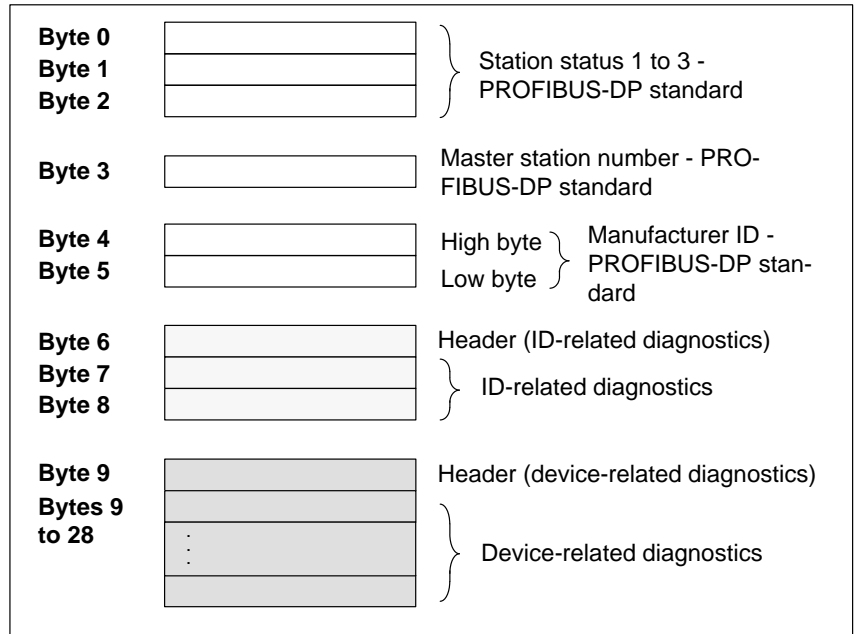 Byte 0
Byte 1
Byte 2
Station status 1 to 3 -
PROFIBUS-DP standard
Byte 3
Master station number - PRO-
FIBUS-DP standard
Byte 4
Byte 5
High byte
Low byte
Manufacturer ID -
PROFIBUS-DP stan-
dard
Byte 6
Header (ID-related diagnostics)
Byte 7
Byte 8
ID-related diagnostics
Byte 9
Header (device-related diagnostics)
Bytes 9
to 28
.
.
.
Device-related diagnostics